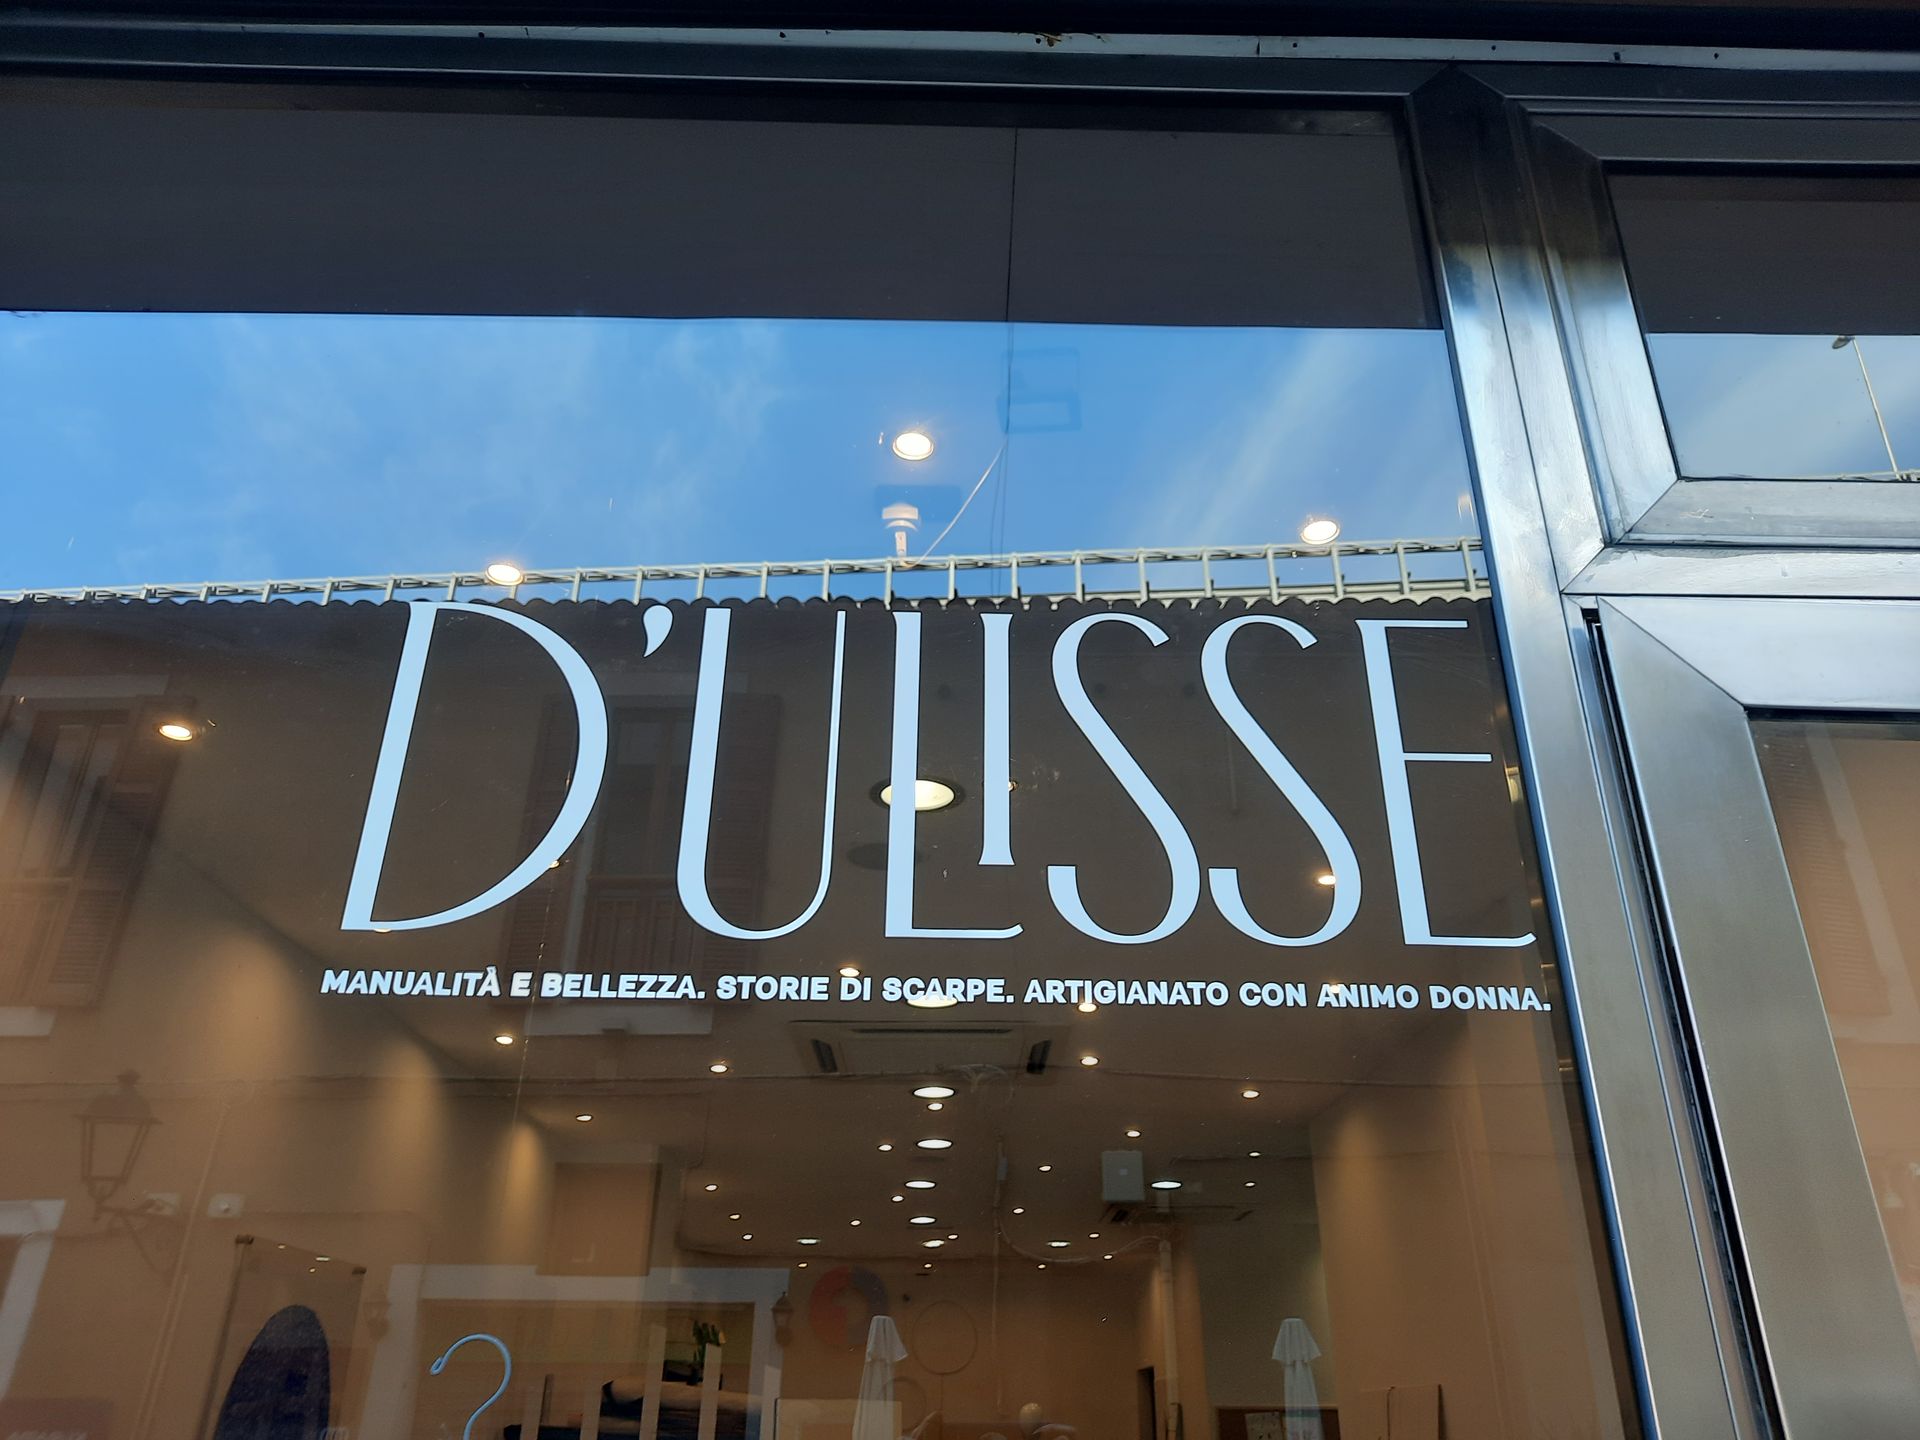 D'ULISSE
MANUALITÀ E BELLEZZA. STORIE DI SCARPE. ARTIGIANATO CON ANIMO DONNA.